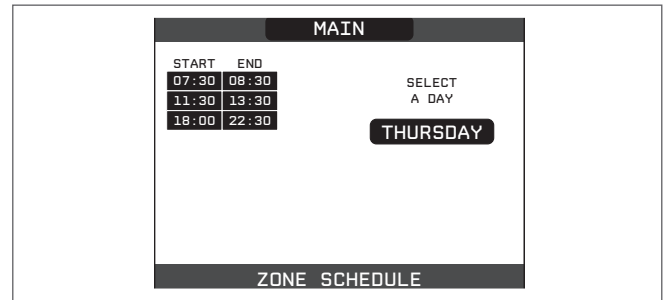 MAIN
START END
07:30 08:30
11:30 13:30
18:00 22:30
SELECT
A DAY
THURSDAY
ZONE SCHEDULE